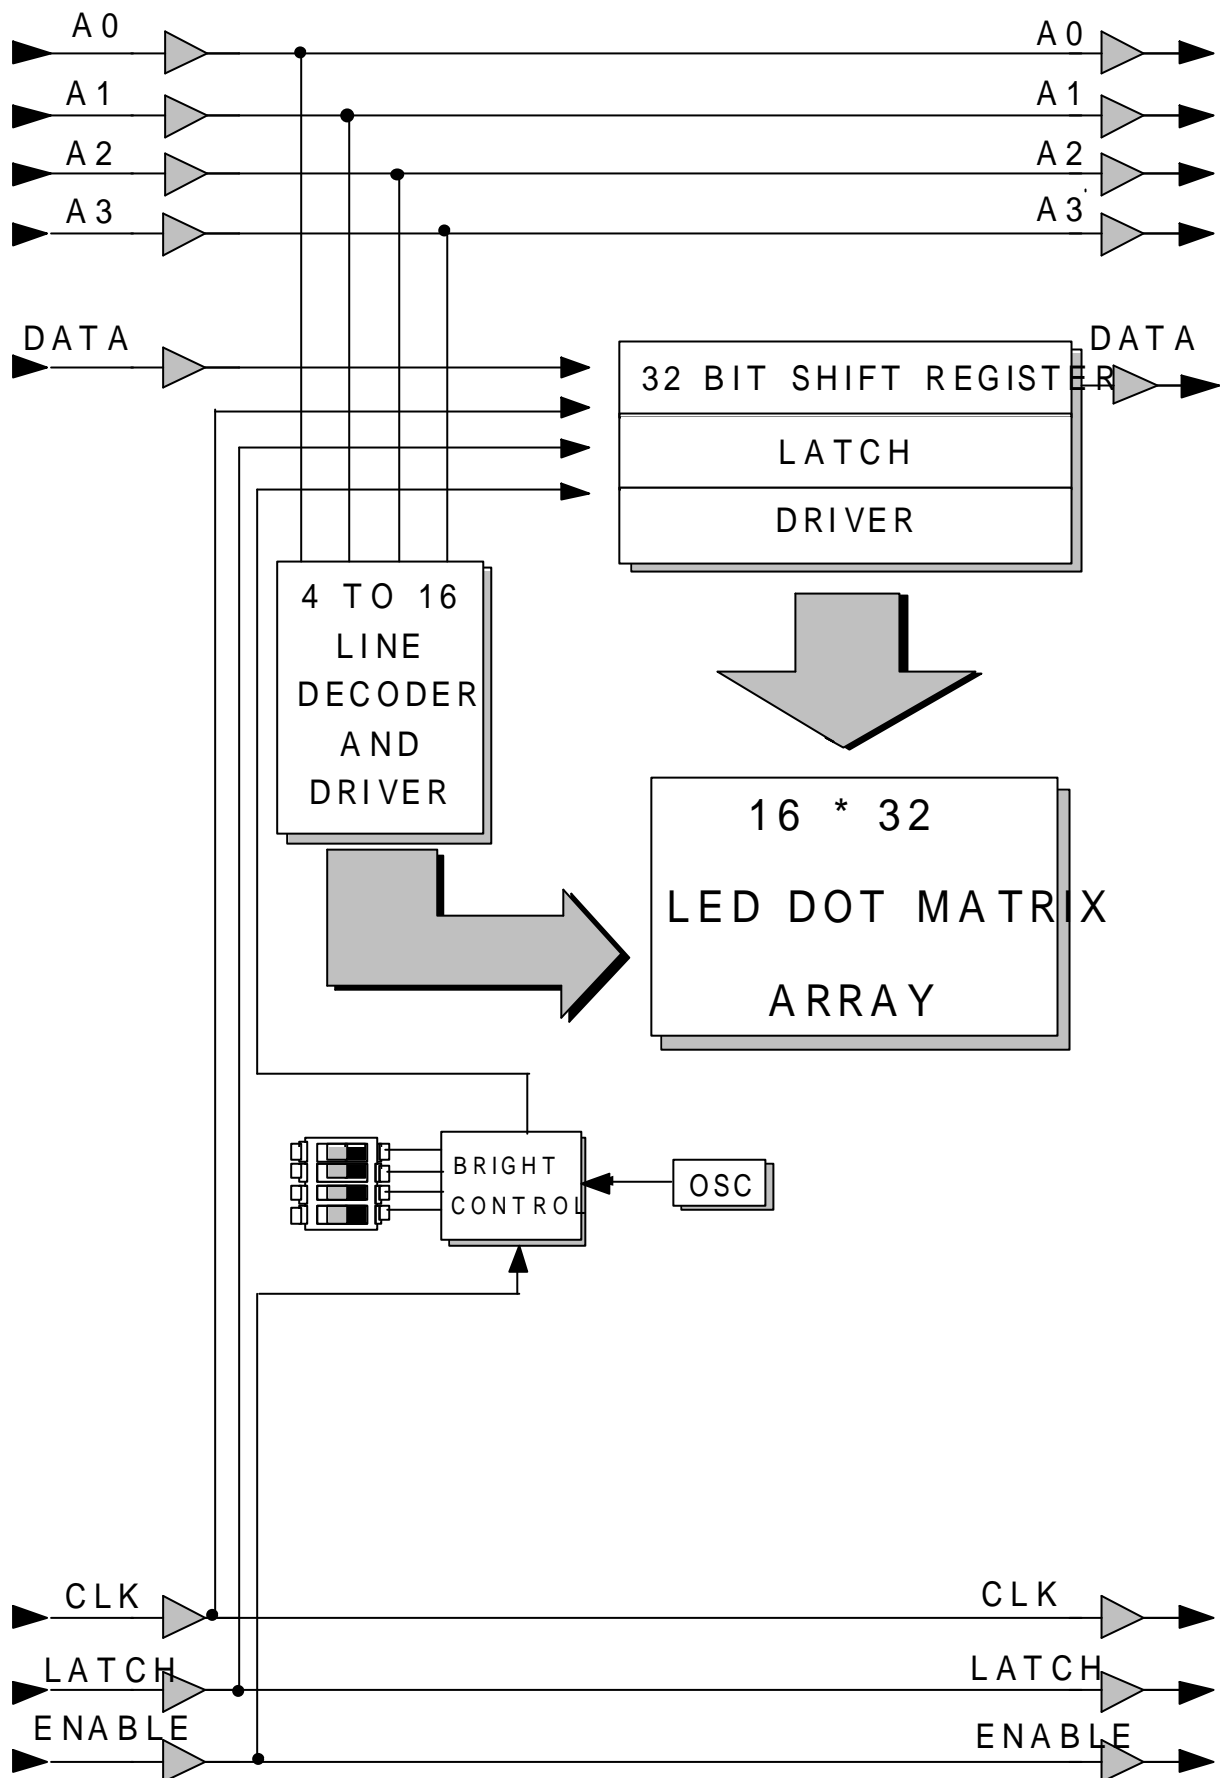 A0
A0
A1
A1
A2
A2
A3
A3
DATA
DATA
32 BIT SHIFT REGISTER
LATCH
DRIVER
4 TO 16
LINE
DECODER
AND
DRIVER
16 * 32
LED DOT MATRIX
ARRAY
BRIGHT
CONTROL
OSC
CLK
CLK
LATCH
LATCH
ENABLE
ENABLE